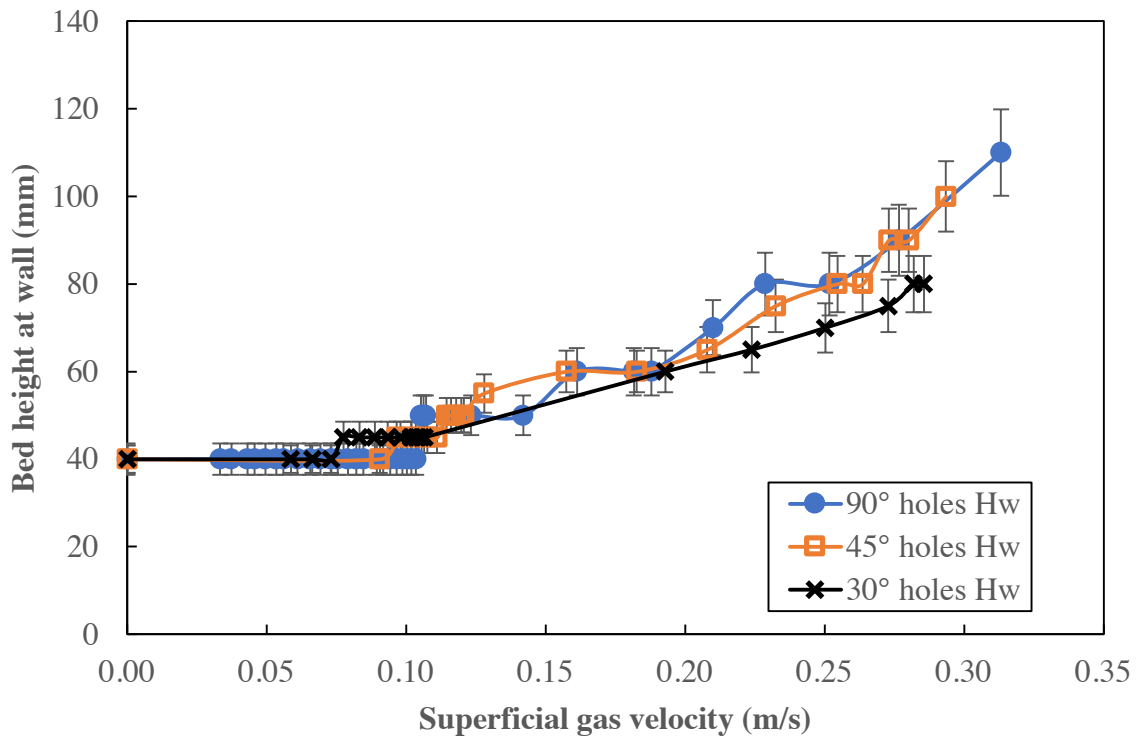 140
120
100
80
60
40
20
0
Bed height at wall (mm)
90° holes Hw
45° holes Hw
30° holes Hw
0.00 0.05 0.10 0.15 0.20 0.25 0.30 0.35
Superficial gas velocity (m/s)